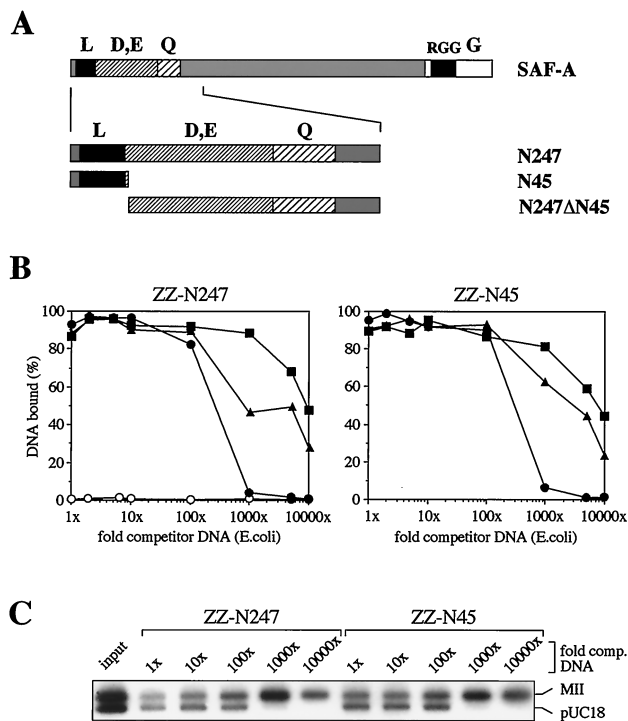 A
L D,E Q RGG G
SAF-A
L D,E Q
N247
N45
N247ΔN45
B
ZZ-N247 ZZ-N45
100 100
80 80
60 60
40 40
20 20
0 0
DNA bound (%)
1x 10x 100x 1000x 10000x 1x 10x 100x 1000x 10000x
fold competitor DNA (E.coli) fold competitor DNA (E.coli)
C
ZZ-N247 ZZ-N45
input 1x 10x 100x 1000x 10000x 1x 10x 100x 1000x 10000x
fold comp.
DNA
MII
pUC18